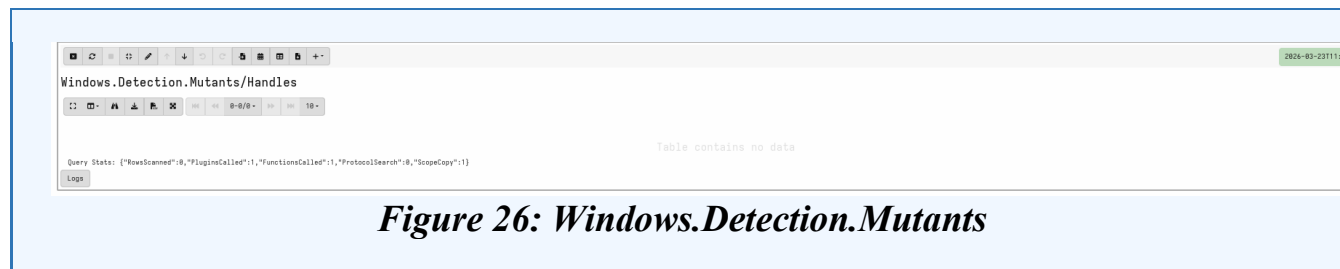 2026-03-23T11:
Windows.Detection.Mutants/Handles
0-0/0
10
Table contains no data
Query Stats: {"RowsScanned":0,"PluginsCalled":1,"FunctionsCalled":1,"ProtocolSearch":0,"ScopeCopy":1}
Logs
Figure 26: Windows.Detection.Mutants